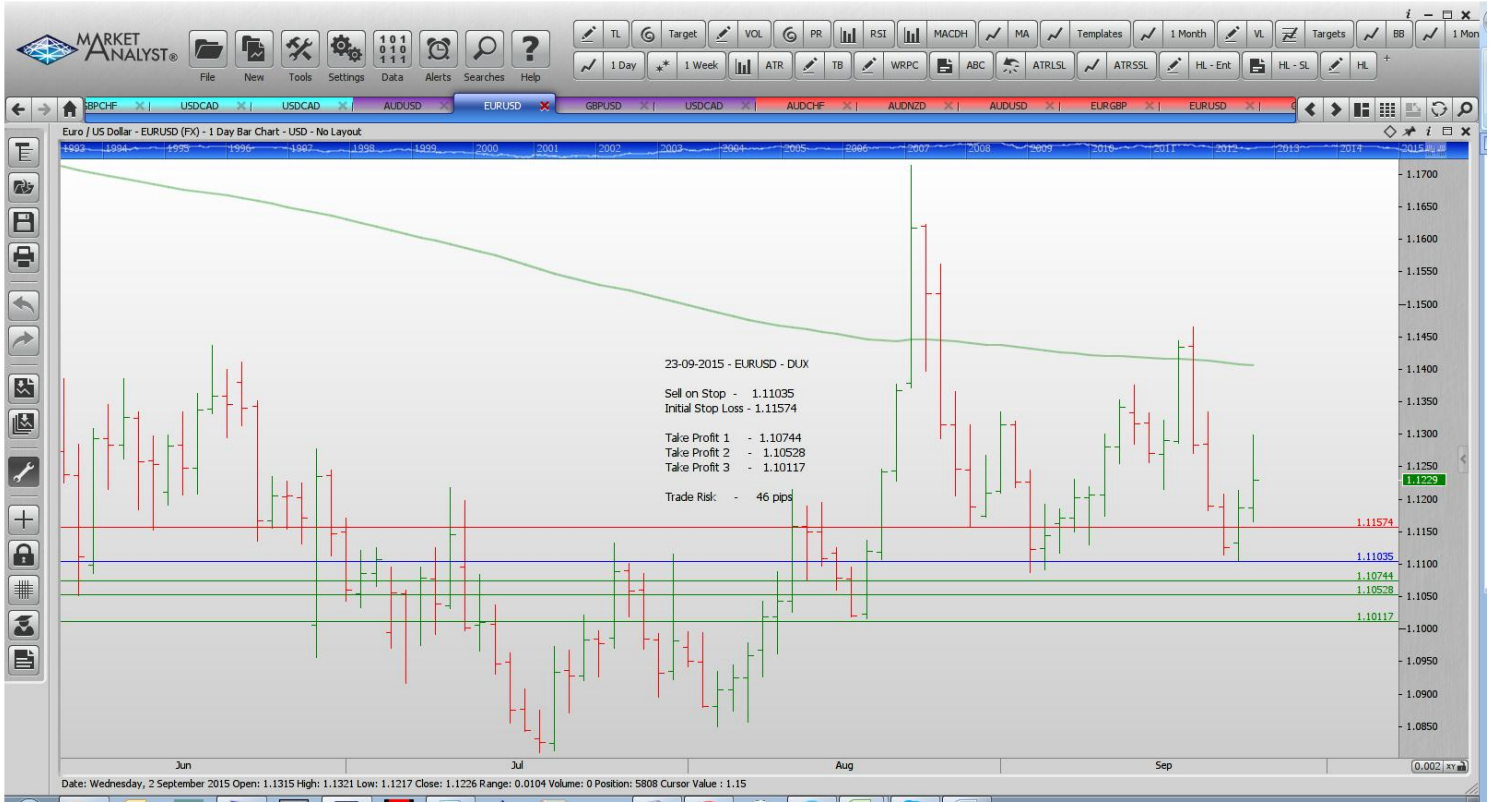 i
MARKET
ANALYST®
File New Tools Settings Data Alerts Searches Help
101
010
111
TL Target VOL PR RSI MACDH MA Templates 1 Month VL Targets BB 1 Mon
1 Day 1 Week ATR TB WRPC ABC ATRLSL ATRSSL HL - Ent HL - SL HL +
BPCHF USDCAD USDCAD AUDUSD EURUSD GBPUSD USDCAD AUDCHF AUDNZD AUDUSD EURGBP EURUSD
Euro / US Dollar - EURUSD (FX) - 1 Day Bar Chart - USD - No Layout
1993 1994 1995 1996 1997 1998 1999 2000 2001 2002 2003 2004 2005 2006 2007 2008 2009 2010 2011 2012 2013 2014 2015
1.1700
1.1650
1.1600
1.1550
1.1500
1.1450
1.1400
1.1350
1.1300
1.1250
1.1229
1.1200
1.1150
1.1100
1.1050
1.1000
1.0950
1.0900
1.0850
23-09-2015 - EURUSD - DUX
Sell on Stop - 1.11035
Initial Stop Loss - 1.11574
Take Profit 1 - 1.10744
Take Profit 2 - 1.10528
Take Profit 3 - 1.10117
Trade Risk - 46 pips
1.11574
1.11035
1.10744
1.10528
1.10117
Jun Jul Aug Sep
0.002 XY
Date: Wednesday, 2 September 2015 Open: 1.1315 High: 1.1321 Low: 1.1217 Close: 1.1226 Range: 0.0104 Volume: 0 Position: 5808 Cursor Value : 1.15